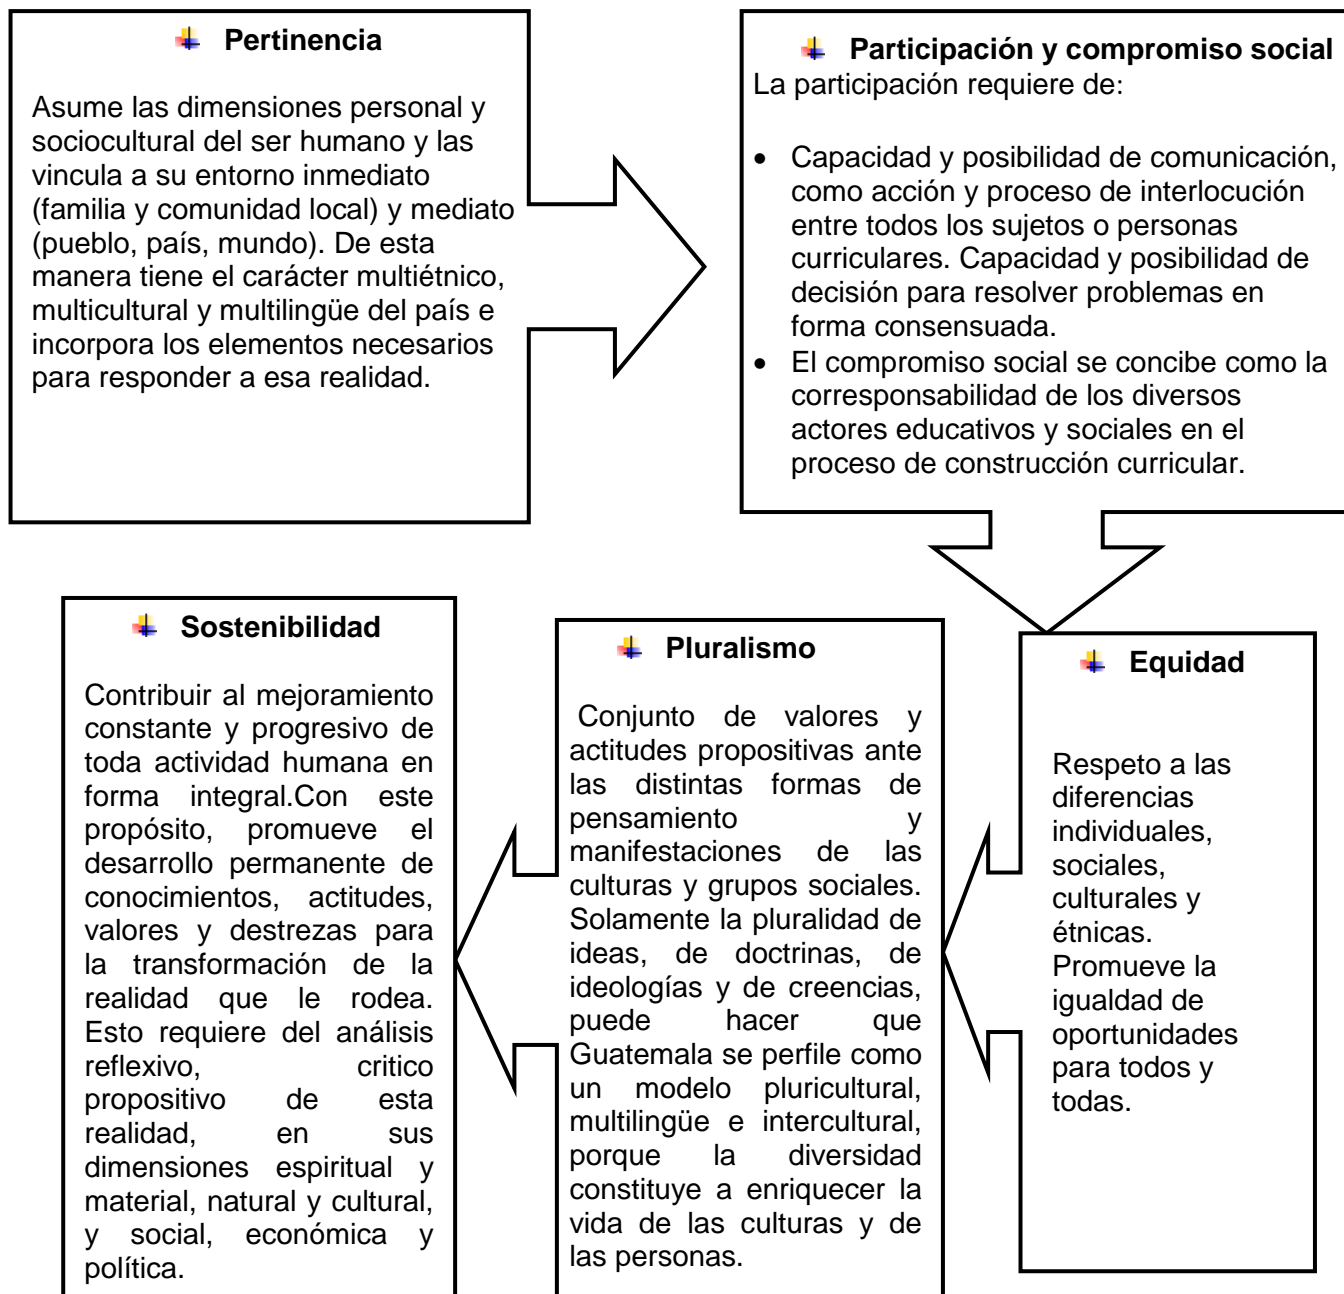 Pertinencia
Asume las dimensiones personal y
sociocultural del ser humano y las
vincula a su entorno inmediato
(familia y comunidad local) y mediato
(pueblo, país, mundo). De esta
manera tiene el carácter multiétnico,
multicultural y multilingüe del país e
incorpora los elementos necesarios
para responder a esa realidad.
Participación y compromiso social
La participación requiere de:
• Capacidad y posibilidad de comunicación,
como acción y proceso de interlocución
entre todos los sujetos o personas
curriculares. Capacidad y posibilidad de
decisión para resolver problemas en
forma consensuada.
• El compromiso social se concibe como la
corresponsabilidad de los diversos
actores educativos y sociales en el
proceso de construcción curricular.
Equidad
Respeto a las
diferencias
individuales,
sociales,
culturales y
étnicas.
Promueve la
igualdad de
oportunidades
para todos y
todas.
Pluralismo
Conjunto de valores y
actitudes propositivas ante
las distintas formas de
pensamiento y
manifestaciones de las
culturas y grupos sociales.
Solamente la pluralidad de
ideas, de doctrinas, de
ideologías y de creencias,
puede hacer que
Guatemala se perfile como
un modelo pluricultural,
multilingüe e intercultural,
porque la diversidad
constituye a enriquecer la
vida de las culturas y de
las personas.
Sostenibilidad
Contribuir al mejoramiento
constante y progresivo de
toda actividad humana en
forma integral.Con este
propósito, promueve el
desarrollo permanente de
conocimientos, actitudes,
valores y destrezas para
la transformación de la
realidad que le rodea.
Esto requiere del análisis
reflexivo, critico
propositivo de esta
realidad, en sus
dimensiones espiritual y
material, natural y cultural,
y social, económica y
política.